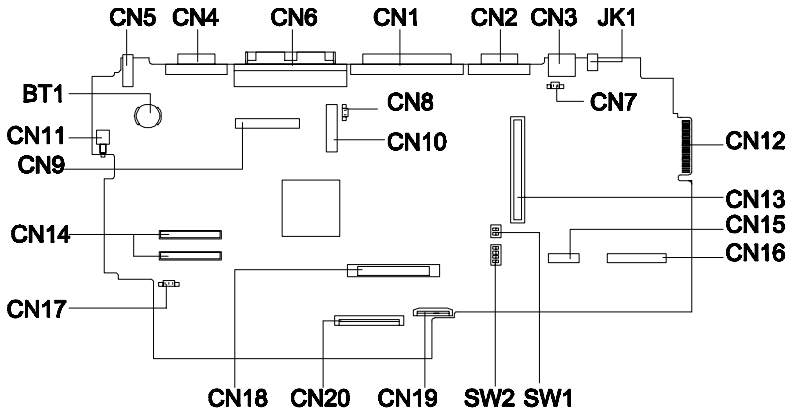 CN5 CN4 CN6 CN1 CN2 CN3 JK1
BT1
CN8
CN7
CN11
CN10
CN12
CN9
CN13
CN14
CN15
CN16
CN17
CN18 CN20 CN19 SW2 SW1